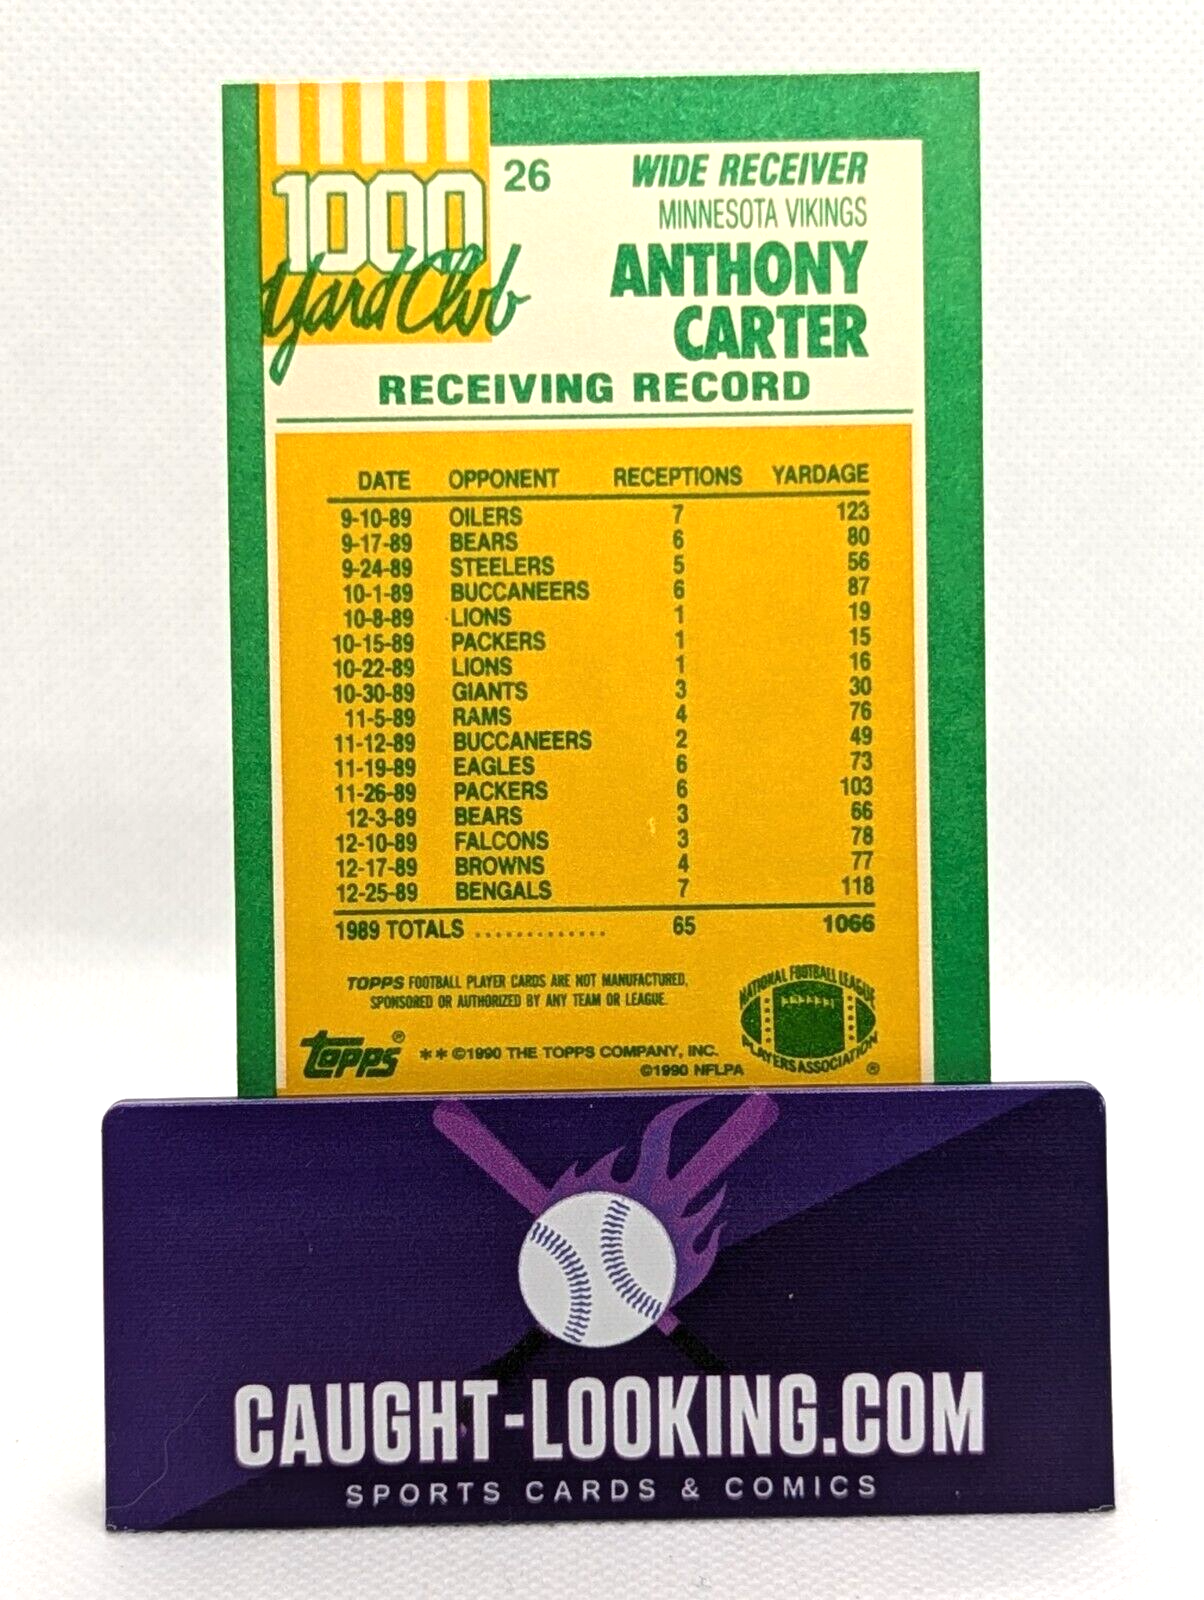 1000
Yard Club
26
WIDE RECEIVER
MINNESOTA VIKINGS
ANTHONY
CARTER
RECEIVING RECORD
DATE OPPONENT RECEPTIONS YARDAGE
9-10-89 OILERS 7 123
9-17-89 BEARS 6 80
9-24-89 STEELERS 5 56
10-1-89 BUCCANEERS 6 87
10-8-89 LIONS 1 19
10-15-89 PACKERS 1 15
10-22-89 LIONS 1 16
10-30-89 GIANTS 3 30
11-5-89 RAMS 4 76
11-12-89 BUCCANEERS 2 49
11-19-89 EAGLES 6 73
11-26-89 PACKERS 6 103
12-3-89 BEARS 3 66
12-10-89 FALCONS 3 78
12-17-89 BROWNS 4 77
12-25-89 BENGALS 7 118
1989 TOTALS ............. 65 1066
TOPPS FOOTBALL PLAYER CARDS ARE NOT MANUFACTURED,
SPONSORED OR AUTHORIZED BY ANY TEAM OR LEAGUE.
NATIONAL FOOTBALL LEAGUE
PLAYERS ASSOCIATION ®
topps®
**©1990 THE TOPPS COMPANY, INC.
©1990 NFLPA
CAUGHT-LOOKING.COM
SPORTS CARDS & COMICS